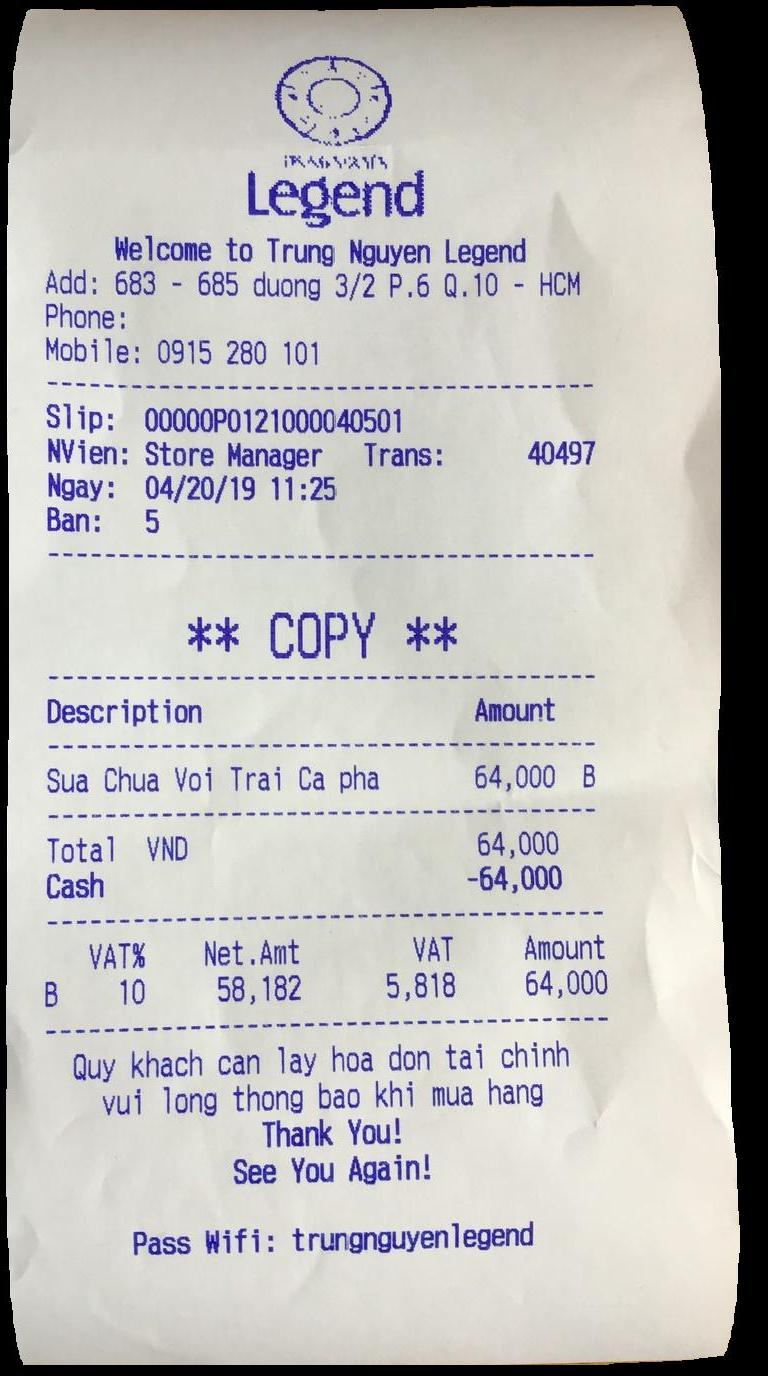 Legend
Welcome to Trung Nguyen Legend
Add: 683 - 685 duong 3/2 P.6 Q.10 - HCM
Phone:
Mobile: 0915 280 101
Slip: 00000P0121000040501
NVien: Store Manager Trans: 40497
Ngay: 04/20/19 11:25
Ban: 5
** COPY **
Description Amount
Sua Chua Voi Trai Ca pha 64,000 B
Total VND 64,000
Cash -64,000
VAT% Net.Amt VAT Amount
B 10 58,182 5,818 64,000
Quy khach can lay hoa don tai chinh
vui long thong bao khi mua hang
Thank You!
See You Again!
Pass Wifi: trungnguyenlegend